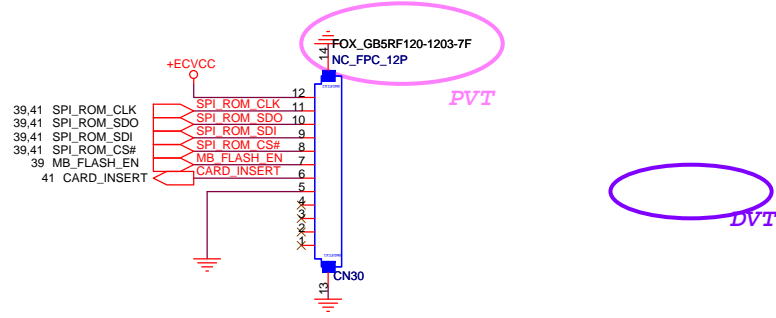 FOX_GB5RF120-1203-7F
14
NC_FPC_12P
+ECVCC
PVT
12
39,41 SPI_ROM_CLK SPI_ROM_CLK 11
39,41 SPI_ROM_SDO SPI_ROM_SDO 10
39,41 SPI_ROM_SDI SPI_ROM_SDI 9
39,41 SPI_ROM_CS# SPI_ROM_CS# 8
39 MB_FLASH_EN MB_FLASH_EN 7
41 CARD_INSERT CARD_INSERT 6
5
4
3
2
1
DVT
CN30
13